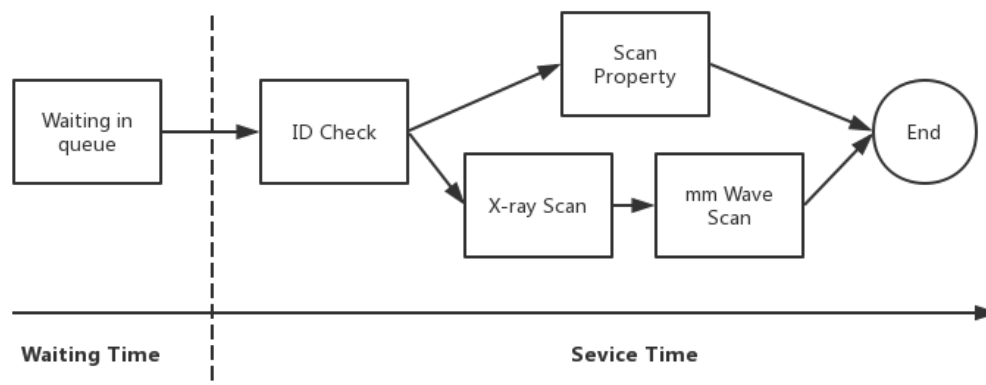 Waiting in
queue
ID Check
Scan
Property
X-ray Scan
mm Wave
Scan
End
Waiting Time
Sevice Time